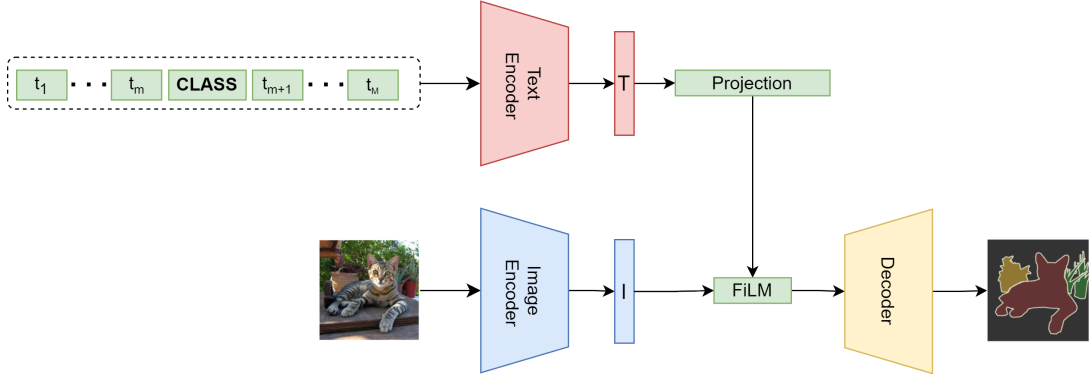 t1 ... tm CLASS tm+1 ... tM
Text
Encoder
T
Projection
Image
Encoder
I
FiLM
Decoder